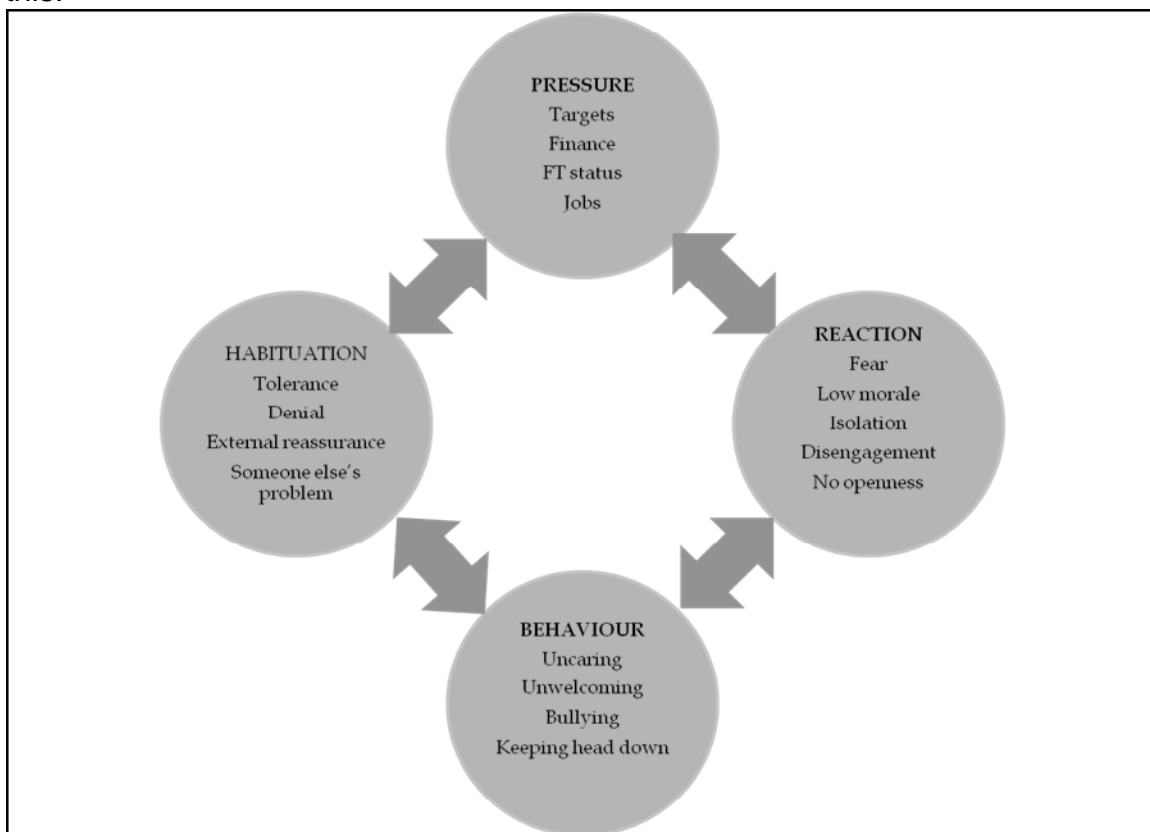 PRESSURE
Targets
Finance
FT status
Jobs
REACTION
Fear
Low morale
Isolation
Disengagement
No openness
BEHAVIOUR
Uncaring
Unwelcoming
Bullying
Keeping head down
HABITUATION
Tolerance
Denial
External reassurance
Someone else's
problem